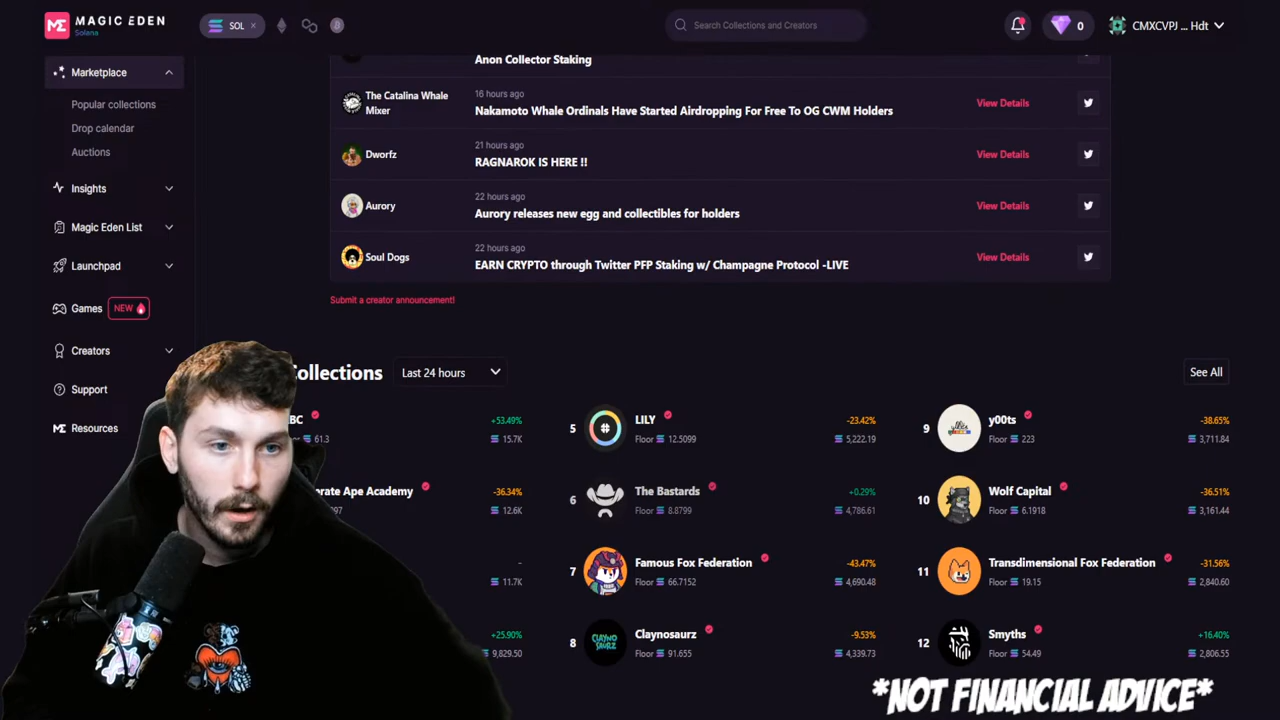 MAGIC EDEN
Solana
SOL ×
Search Collections and Creators
0
CMXCVPJ ... Hdt
Marketplace
Popular collections
Drop calendar
Auctions
Insights
Magic Eden List
Launchpad
Games NEW
Creators
Support
Resources
Anon Collector Staking
The Catalina Whale
Mixer
16 hours ago
Nakamoto Whale Ordinals Have Started Airdropping For Free To OG CWM Holders
View Details
Dworfz
21 hours ago
RAGNAROK IS HERE !!
View Details
Aurory
22 hours ago
Aurory releases new egg and collectibles for holders
View Details
Soul Dogs
22 hours ago
EARN CRYPTO through Twitter PFP Staking w/ Champagne Protocol -LIVE
View Details
Submit a creator announcement!
Collections
Last 24 hours
See All
BC
+53.49%
61.3
15.7K
erate Ape Academy
-36.34%
12.6K
-
11.7K
+25.90%
9,829.50
5
LILY
-23.42%
Floor 12.5099
5,222.19
6
The Bastards
+0.29%
Floor 8.8799
4,786.61
7
Famous Fox Federation
-43.47%
Floor 66.7152
4,690.48
8
CLAYNO
SAURZ
Claynosaurz
-9.53%
Floor 91.655
4,339.73
9
y00ts
-38.65%
Floor 223
3,711.84
10
Wolf Capital
-36.51%
Floor 6.1918
3,161.44
11
Transdimensional Fox Federation
-31.56%
Floor 19.15
2,840.60
12
Smyths
+16.40%
Floor 54.49
2,806.55
*NOT FINANCIAL ADVICE*